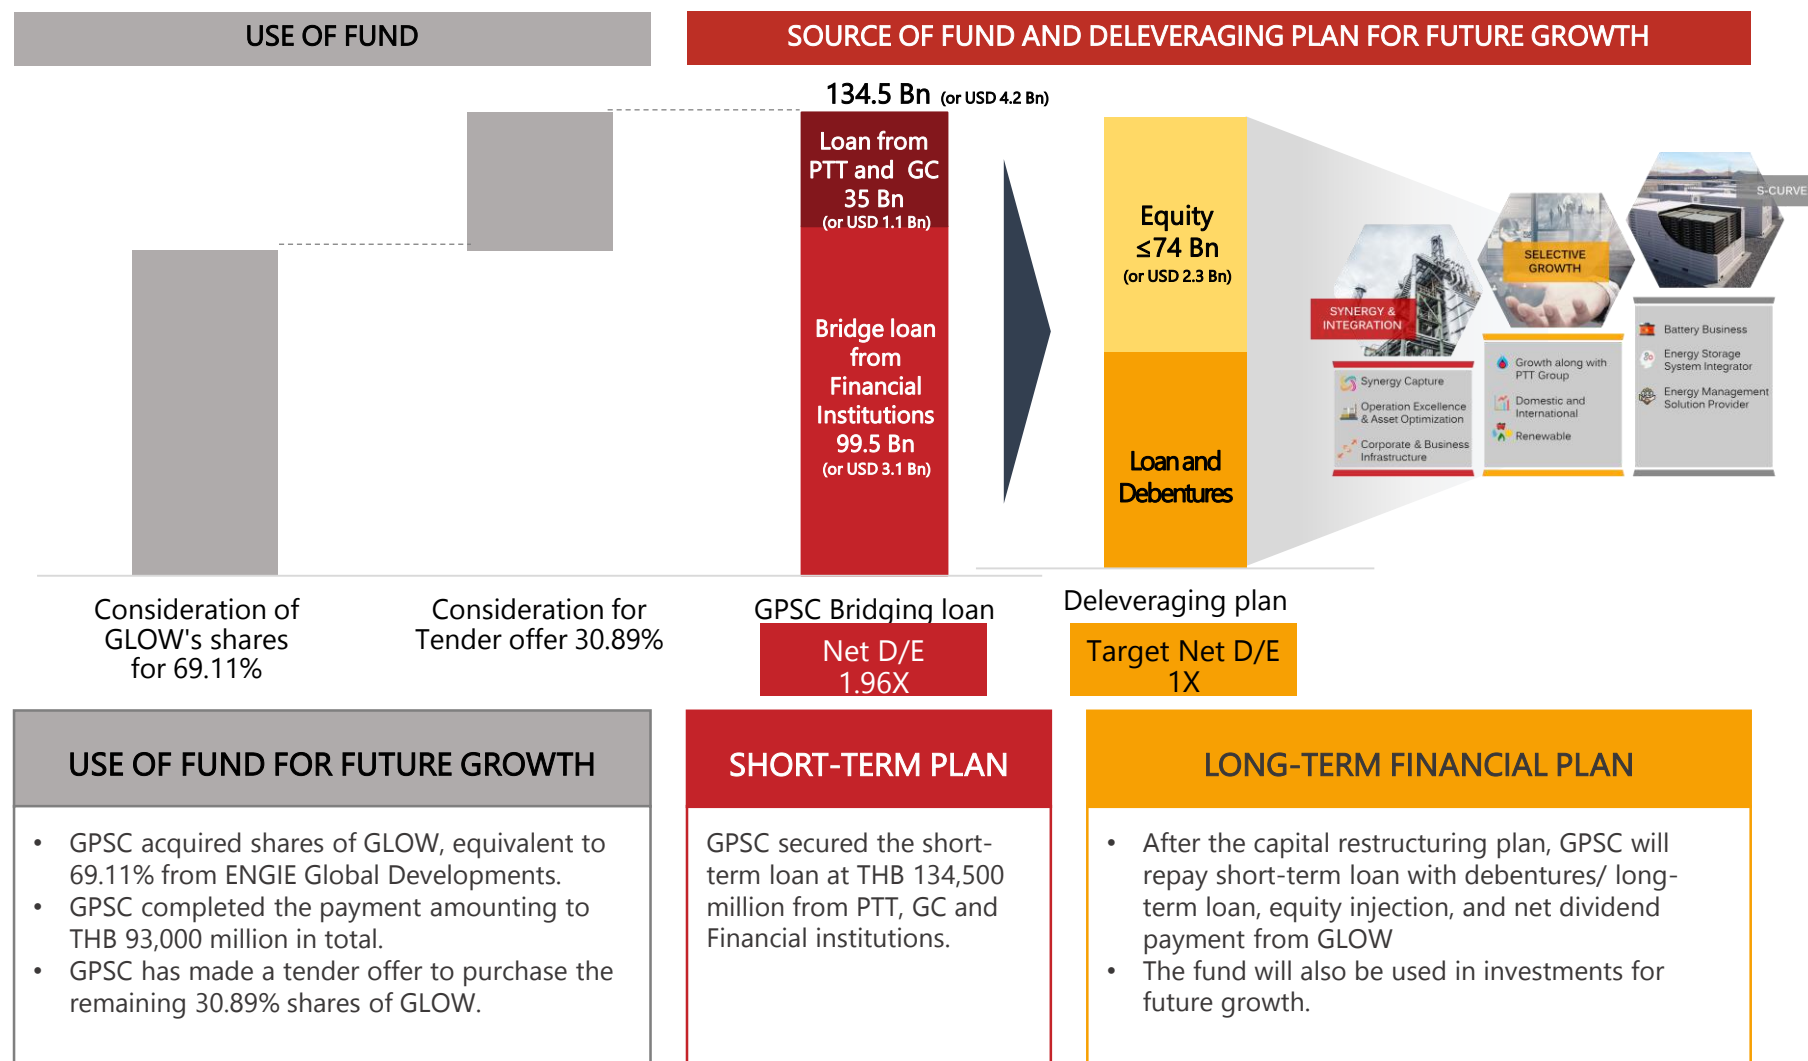 USE OF FUND
SOURCE OF FUND AND DELEVERAGING PLAN FOR FUTURE GROWTH
134.5 Bn (or USD 4.2 Bn)
Loan from
PTT and GC
35 Bn
(or USD 1.1 Bn)
Bridge loan
from
Financial
Institutions
99.5 Bn
(or USD 3.1 Bn)
Equity
≤74 Bn
(or USD 2.3 Bn)
Loan and
Debentures
SYNERGY &
INTEGRATION
Synergy Capture
Operation Excellence
& Asset Optimization
Corporate & Business
Infrastructure
SELECTIVE
GROWTH
Growth along with
PTT Group
Domestic and
International
Renewable
S-CURVE
Battery Business
Energy Storage
System Integrator
Energy Management
Solution Provider
Consideration of
GLOW's shares
for 69.11%
Consideration for
Tender offer 30.89%
GPSC Bridging loan
Net D/E
1.96X
Deleveraging plan
Target Net D/E
1X
USE OF FUND FOR FUTURE GROWTH
• GPSC acquired shares of GLOW, equivalent to
69.11% from ENGIE Global Developments.
• GPSC completed the payment amounting to
THB 93,000 million in total.
• GPSC has made a tender offer to purchase the
remaining 30.89% shares of GLOW.
SHORT-TERM PLAN
GPSC secured the short-
term loan at THB 134,500
million from PTT, GC and
Financial institutions.
LONG-TERM FINANCIAL PLAN
• After the capital restructuring plan, GPSC will
repay short-term loan with debentures/ long-
term loan, equity injection, and net dividend
payment from GLOW
• The fund will also be used in investments for
future growth.